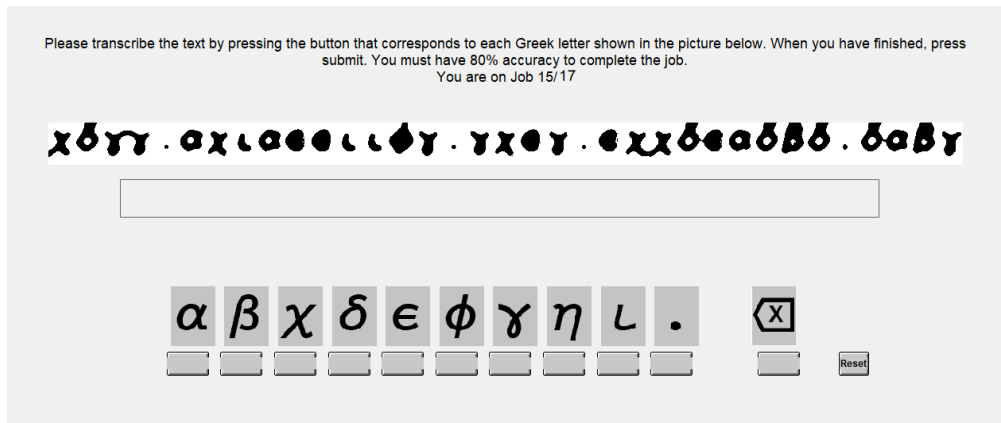 Please transcribe the text by pressing the button that corresponds to each Greek letter shown in the picture below. When you have finished, press
submit. You must have 80% accuracy to complete the job.
You are on Job 15/17
χδγγ.αχιαεειιϕγ.γχεγ.εχχδεαδβδ.δαβγ
α β χ δ ϵ ϕ γ η ι . X
Reset